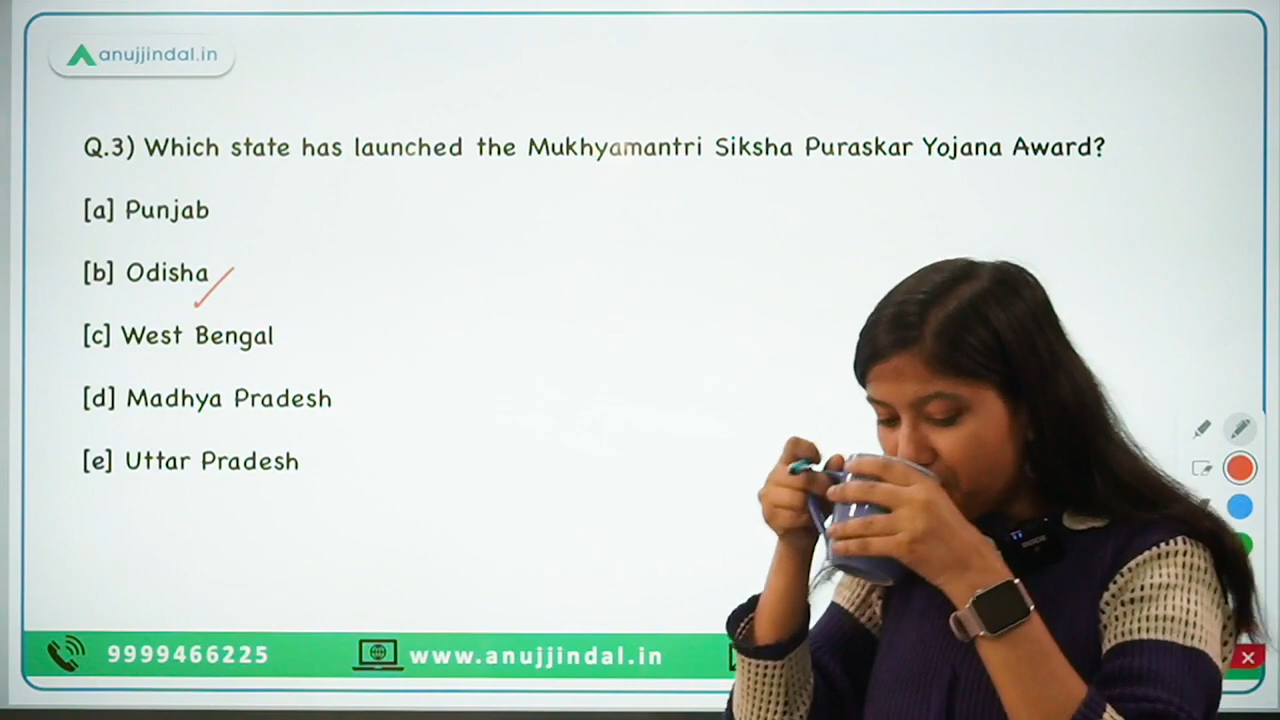 anujjindal.in
Q.3) Which state has launched the Mukhyamantri Siksha Puraskar Yojana Award?
[a] Punjab
[b] Odisha
[c] West Bengal
[d] Madhya Pradesh
[e] Uttar Pradesh
9999466225
www.anujjindal.in